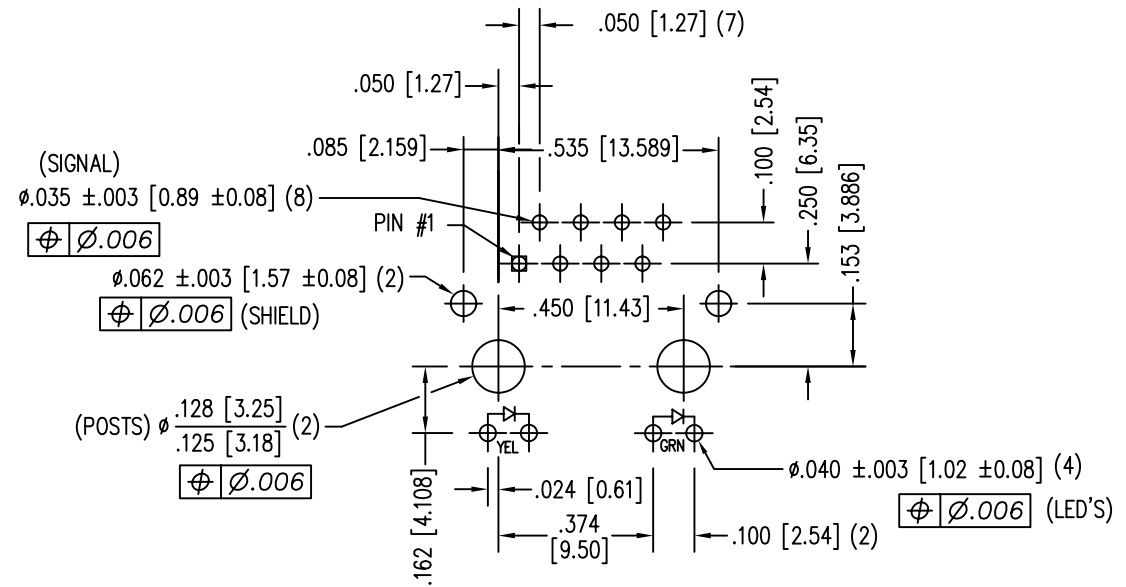 .050 [1.27] (7)
.050 [1.27]
.100 [2.54]
.085 [2.159]
.535 [13.589]
.250 [6.35]
(SIGNAL)
ø.035 ±.003 [0.89 ±0.08] (8)
.153 [3.886]
⌖ Ø.006
PIN #1
ø.062 ±.003 [1.57 ±0.08] (2)
⌖ Ø.006 (SHIELD)
.450 [11.43]
(POSTS) ø .128 [3.25]
.125 [3.18] (2)
⌖ Ø.006
YEL
GRN
ø.040 ±.003 [1.02 ±0.08] (4)
⌖ Ø.006 (LED'S)
.162 [4.108]
.024 [0.61]
.374
[9.50]
.100 [2.54] (2)